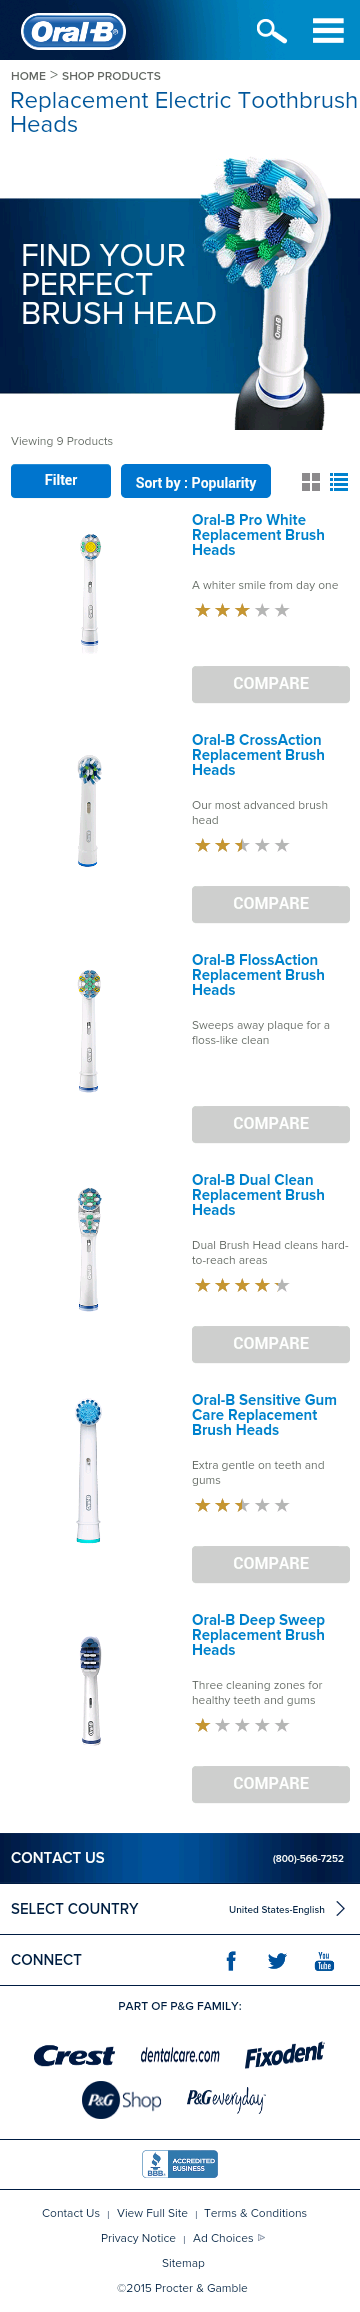 Oral-B
HOME > SHOP PRODUCTS
Replacement Electric Toothbrush
Heads
FIND YOUR
PERFECT
BRUSH HEAD
Oral-B
Viewing 9 Products
Filter
Sort by : Popularity
Oral-B Pro White
Replacement Brush
Heads
A whiter smile from day one
COMPARE
Oral-B CrossAction
Replacement Brush
Heads
Our most advanced brush
head
COMPARE
Oral-B FlossAction
Replacement Brush
Heads
Sweeps away plaque for a
floss-like clean
COMPARE
Oral-B Dual Clean
Replacement Brush
Heads
Dual Brush Head cleans hard-
to-reach areas
COMPARE
Oral-B Sensitive Gum
Care Replacement
Brush Heads
Extra gentle on teeth and
gums
COMPARE
Oral-B Deep Sweep
Replacement Brush
Heads
Three cleaning zones for
healthy teeth and gums
COMPARE
CONTACT US (800)-566-7252
SELECT COUNTRY United States-English
CONNECT You Tube
PART OF P&G FAMILY:
Crest dentalcare.com Fixodent
P&G Shop P&G everyday
BBB. ACCREDITED BUSINESS
Contact Us | View Full Site | Terms & Conditions
Privacy Notice | Ad Choices
Sitemap
©2015 Procter & Gamble